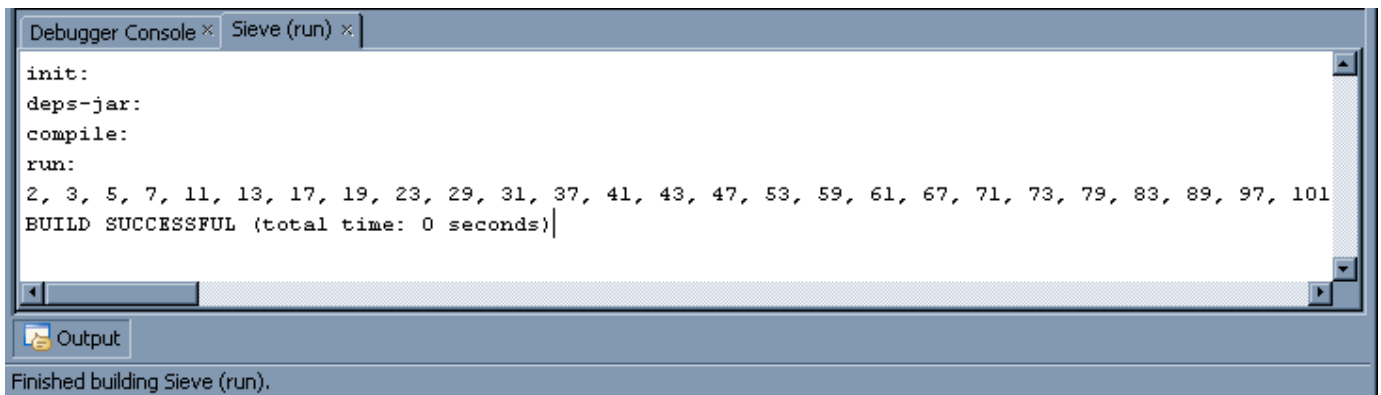 Debugger Console × Sieve (run) ×
init:
deps-jar:
compile:
run:
2, 3, 5, 7, 11, 13, 17, 19, 23, 29, 31, 37, 41, 43, 47, 53, 59, 61, 67, 71, 73, 79, 83, 89, 97, 101
BUILD SUCCESSFUL (total time: 0 seconds)
Output
Finished building Sieve (run).